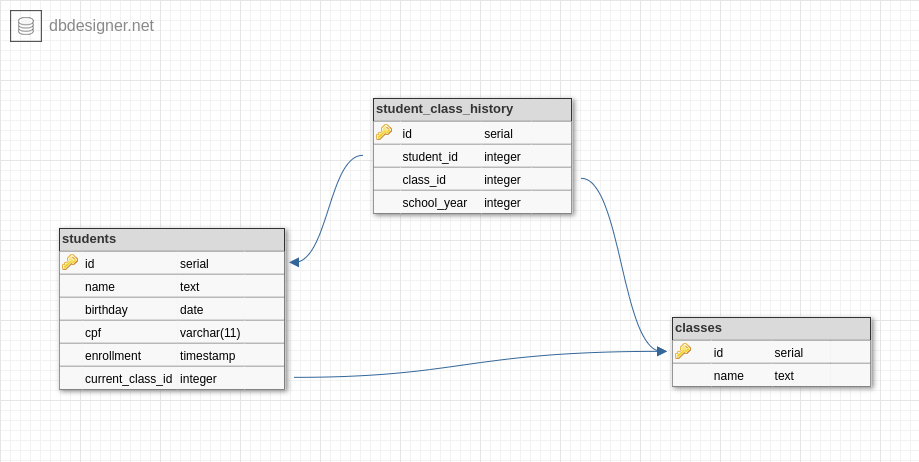 dbdesigner.net
student_class_history
id serial
student_id integer
class_id integer
school_year integer
students
id serial
name text
birthday date
cpf varchar(11)
enrollment timestamp
current_class_id integer
classes
id serial
name text